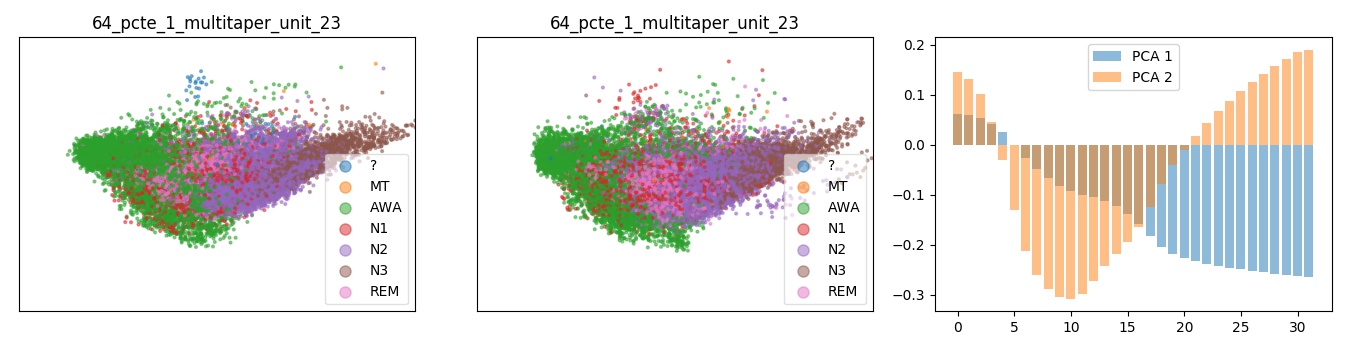 64_pcte_1_multitaper_unit_23
?
MT
AWA
N1
N2
N3
REM
64_pcte_1_multitaper_unit_23
?
MT
AWA
N1
N2
N3
REM
PCA 1
PCA 2
0.2
0.1
0.0
−0.1
−0.2
−0.3
0 5 10 15 20 25 30